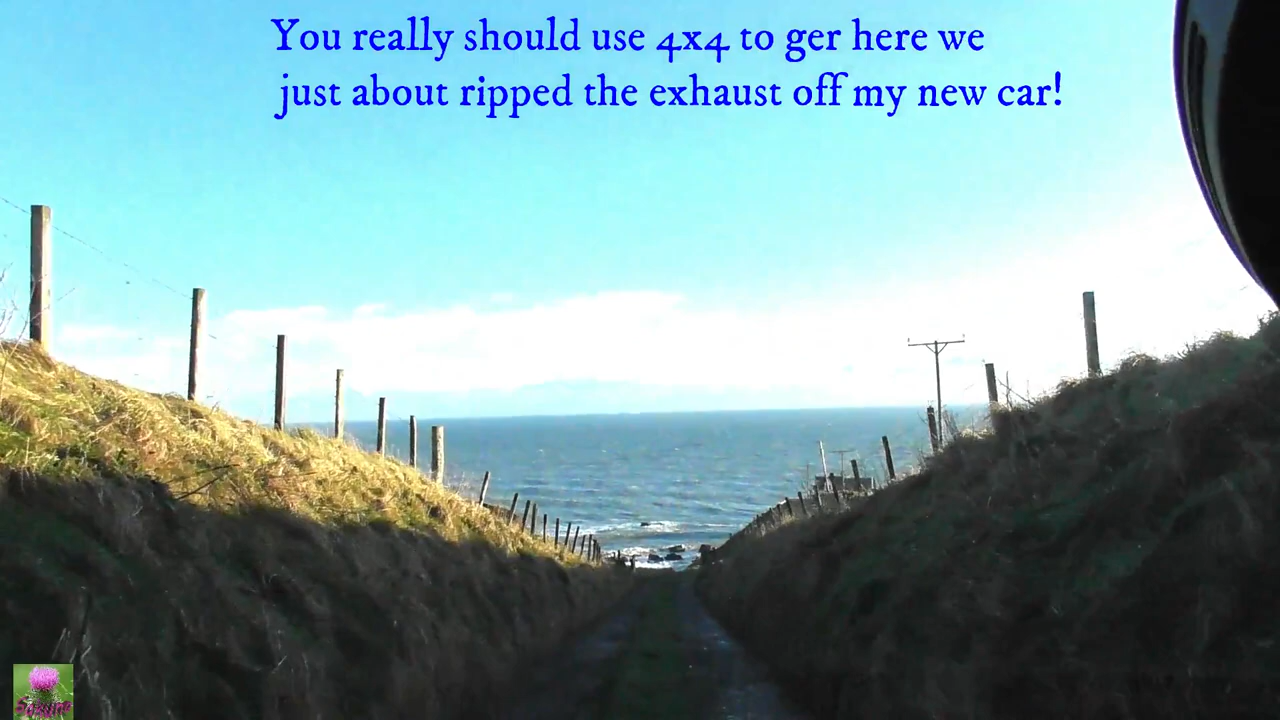 You really should use 4x4 to ger here we
just about ripped the exhaust off my new car!